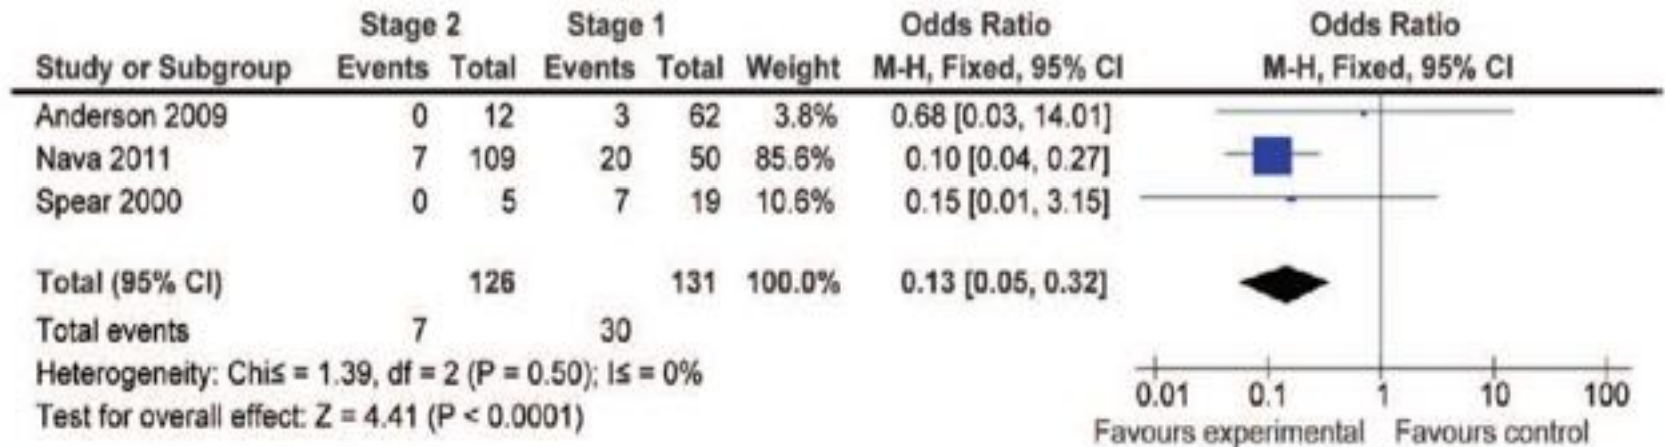 Stage 2 Stage 1 Odds Ratio Odds Ratio
Study or Subgroup Events Total Events Total Weight M-H, Fixed, 95% CI M-H, Fixed, 95% CI
Anderson 2009 0 12 3 62 3.8% 0.68 [0.03, 14.01]
Nava 2011 7 109 20 50 85.6% 0.10 [0.04, 0.27]
Spear 2000 0 5 7 19 10.6% 0.15 [0.01, 3.15]
Total (95% CI) 126 131 100.0% 0.13 [0.05, 0.32]
Total events 7 30
Heterogeneity: Chi≤ = 1.39, df = 2 (P = 0.50); I≤ = 0%
Test for overall effect: Z = 4.41 (P < 0.0001)
0.01 0.1 1 10 100
Favours experimental Favours control